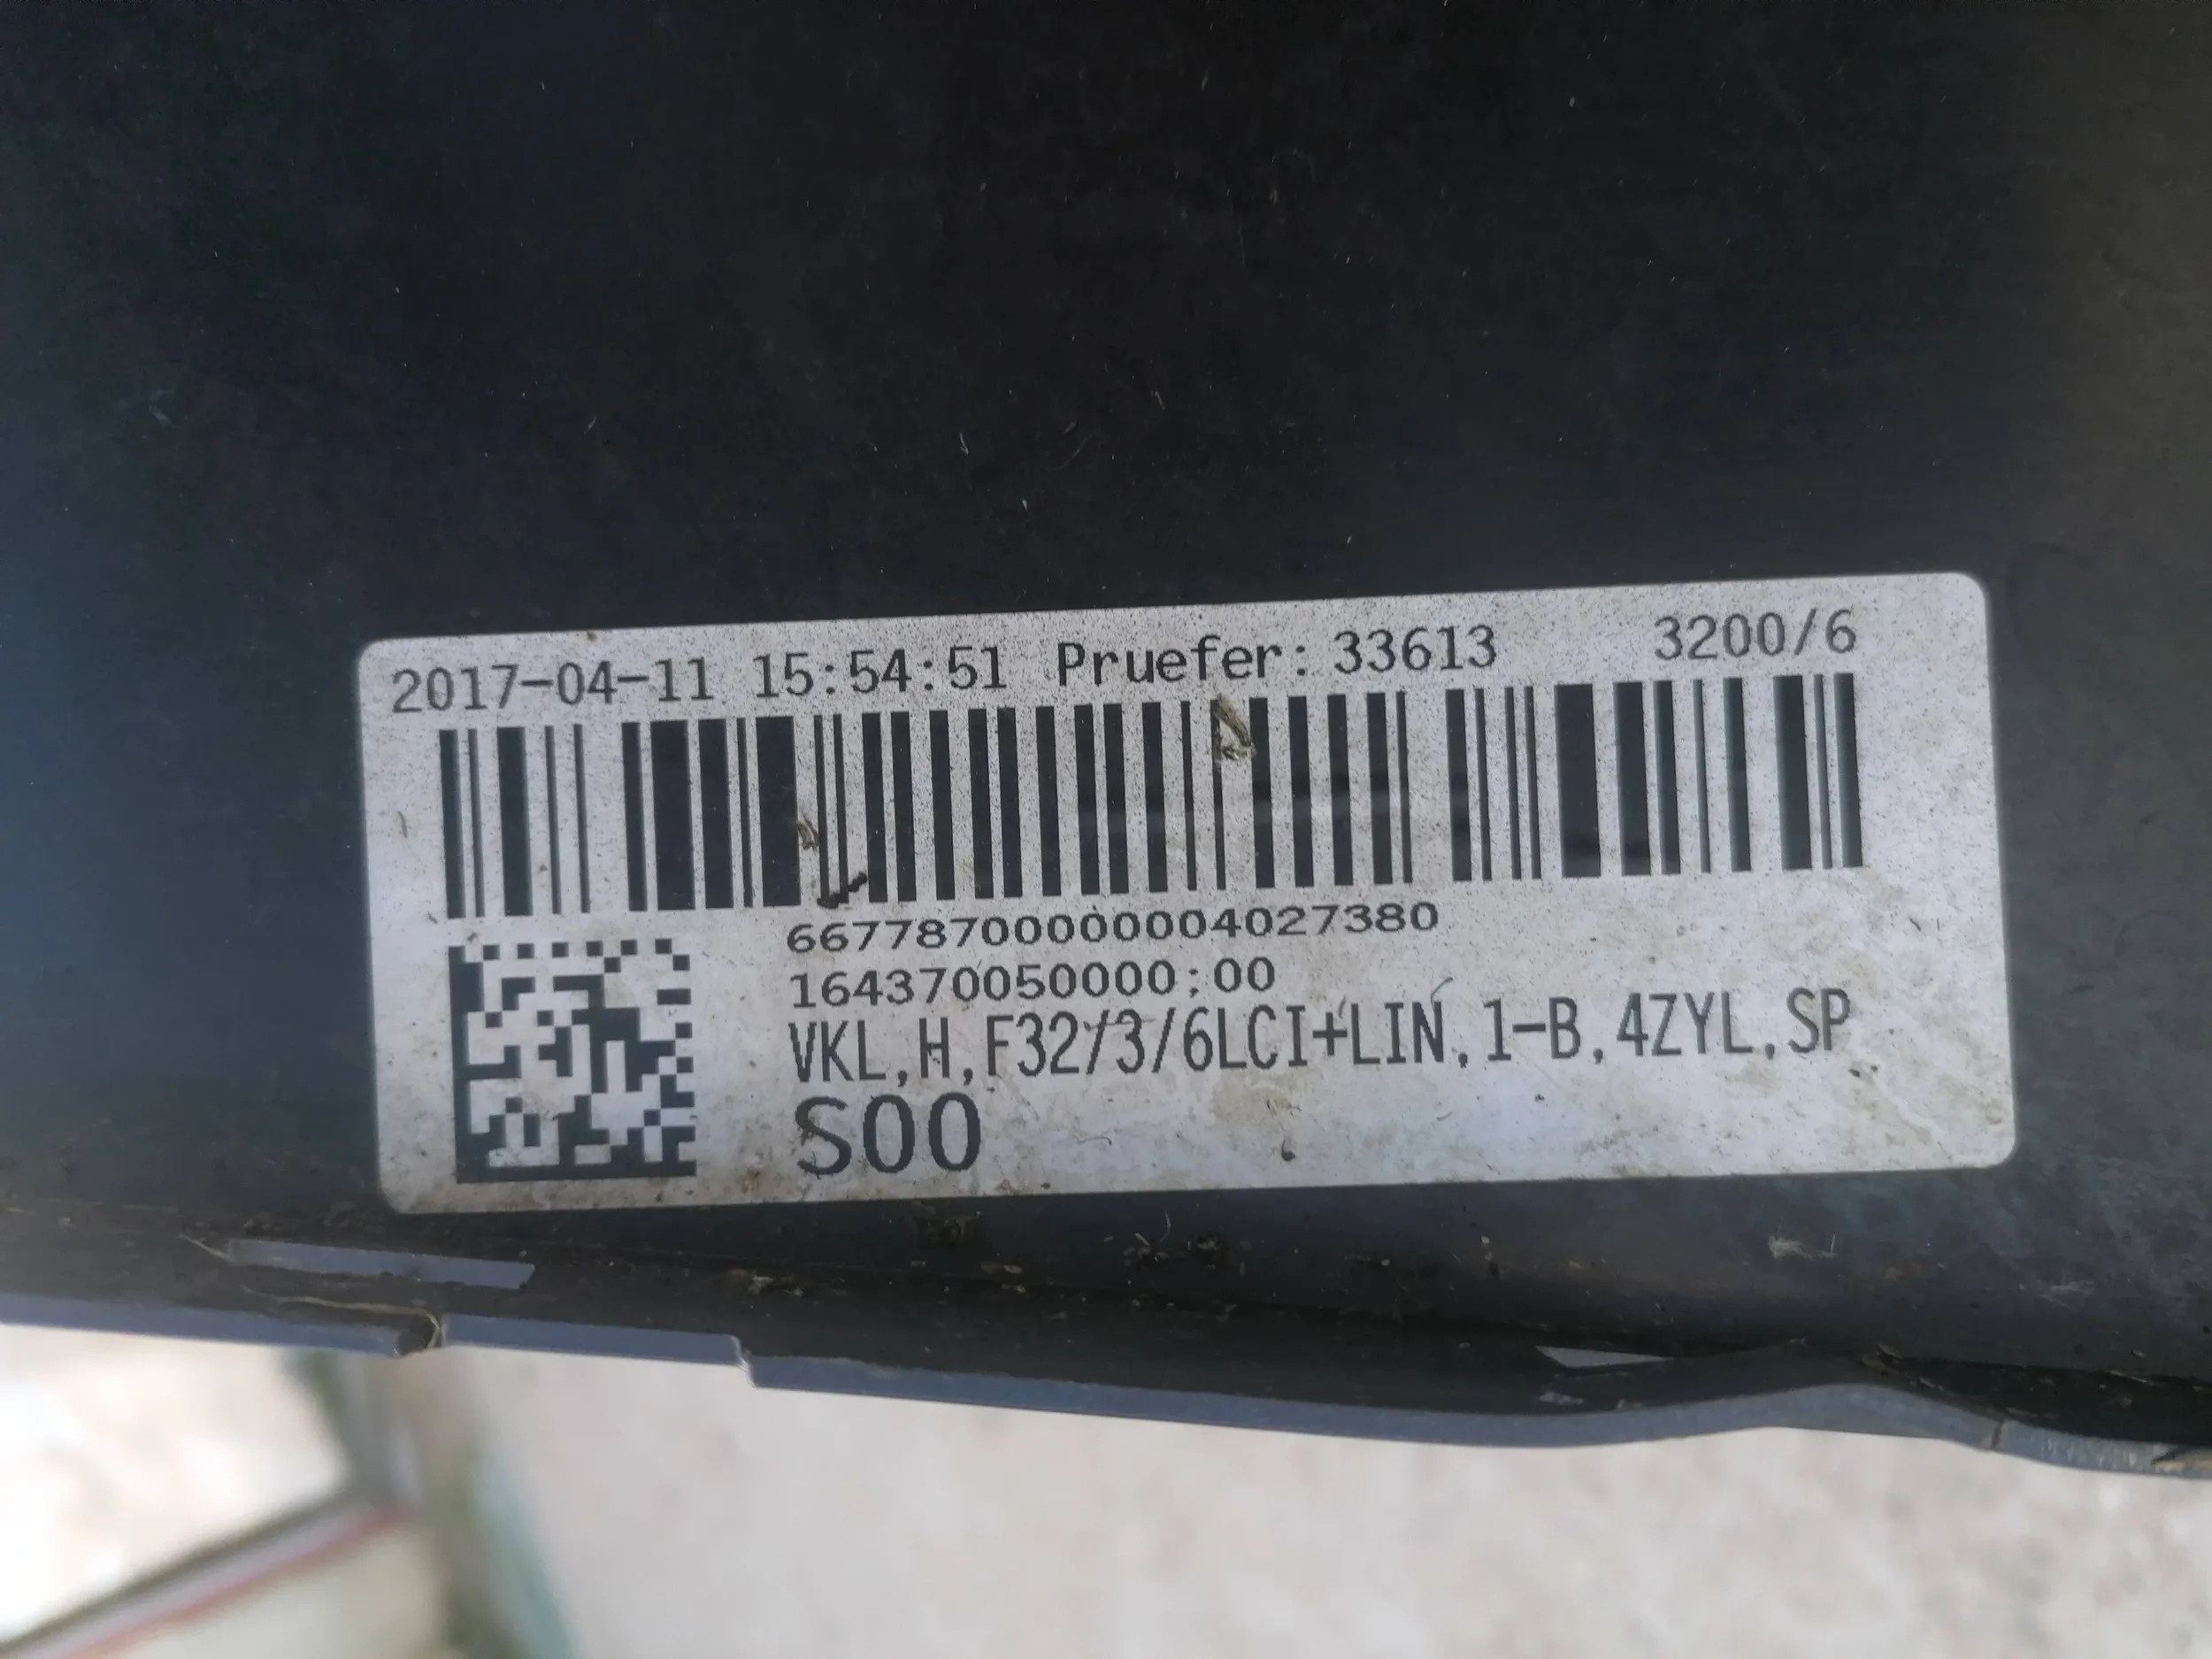 2017-04-11 15:54:51 Pruefer: 33613 3200/6
66778700000004027380
164370050000;00
VKL,H,F32/3/6LCI+LIN,1-B,4ZYL,SP
S00